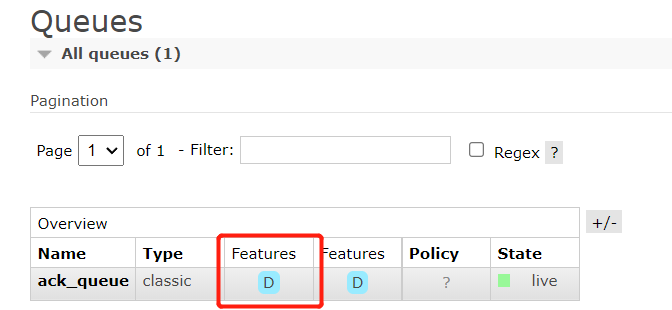 Queues
All queues (1)
Pagination
Page 1 of 1 - Filter: Regex ?
Overview +/-
Name Type Features Features Policy State
ack_queue classic D D ? live